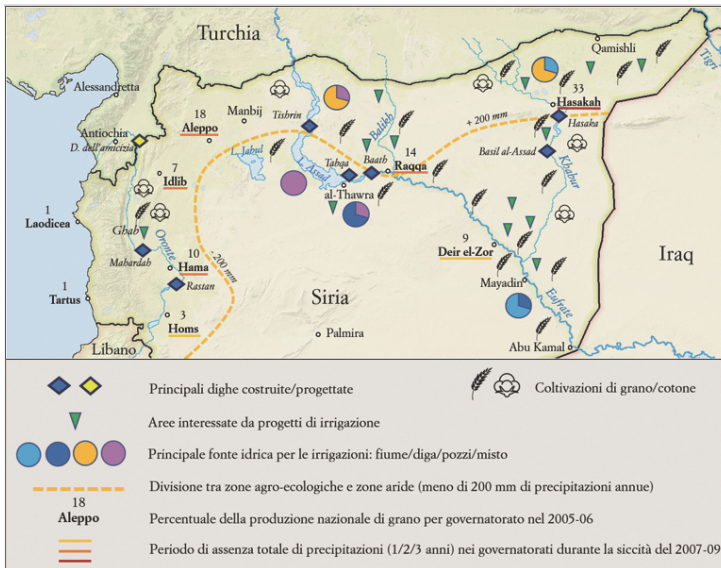 Turchia
Qamishli
Tigri
Alessandretta
33
Hasakah
Hasaka
18
Aleppo
Manbij
Tishrin
Balikh
+ 200 mm
Antiochia
D. dell'amicizia
L. Jabul
14
Raqqa
Basil al-Assad
Khabur
7
Idlib
L. Assad
Tabqa
Baath
al-Thawra
1
Laodicea
Ghab
Oronte
Mahardah
10
Hama
Rastan
- 200 mm
9
Deir el-Zor
Iraq
Mayadin
1
Tartus
Siria
Eufrate
3
Homs
Palmira
Abu Kamal
Libano
Principali dighe costruite/progettate
Coltivazioni di grano/cotone
Aree interessate da progetti di irrigazione
Principale fonte idrica per le irrigazioni: fiume/diga/pozzi/misto
Divisione tra zone agro-ecologiche e zone aride (meno di 200 mm di precipitazioni annue)
18
Aleppo
Percentuale della produzione nazionale di grano per governatorato nel 2005-06
Periodo di assenza totale di precipitazioni (1/2/3 anni) nei governatorati durante la siccità del 2007-09